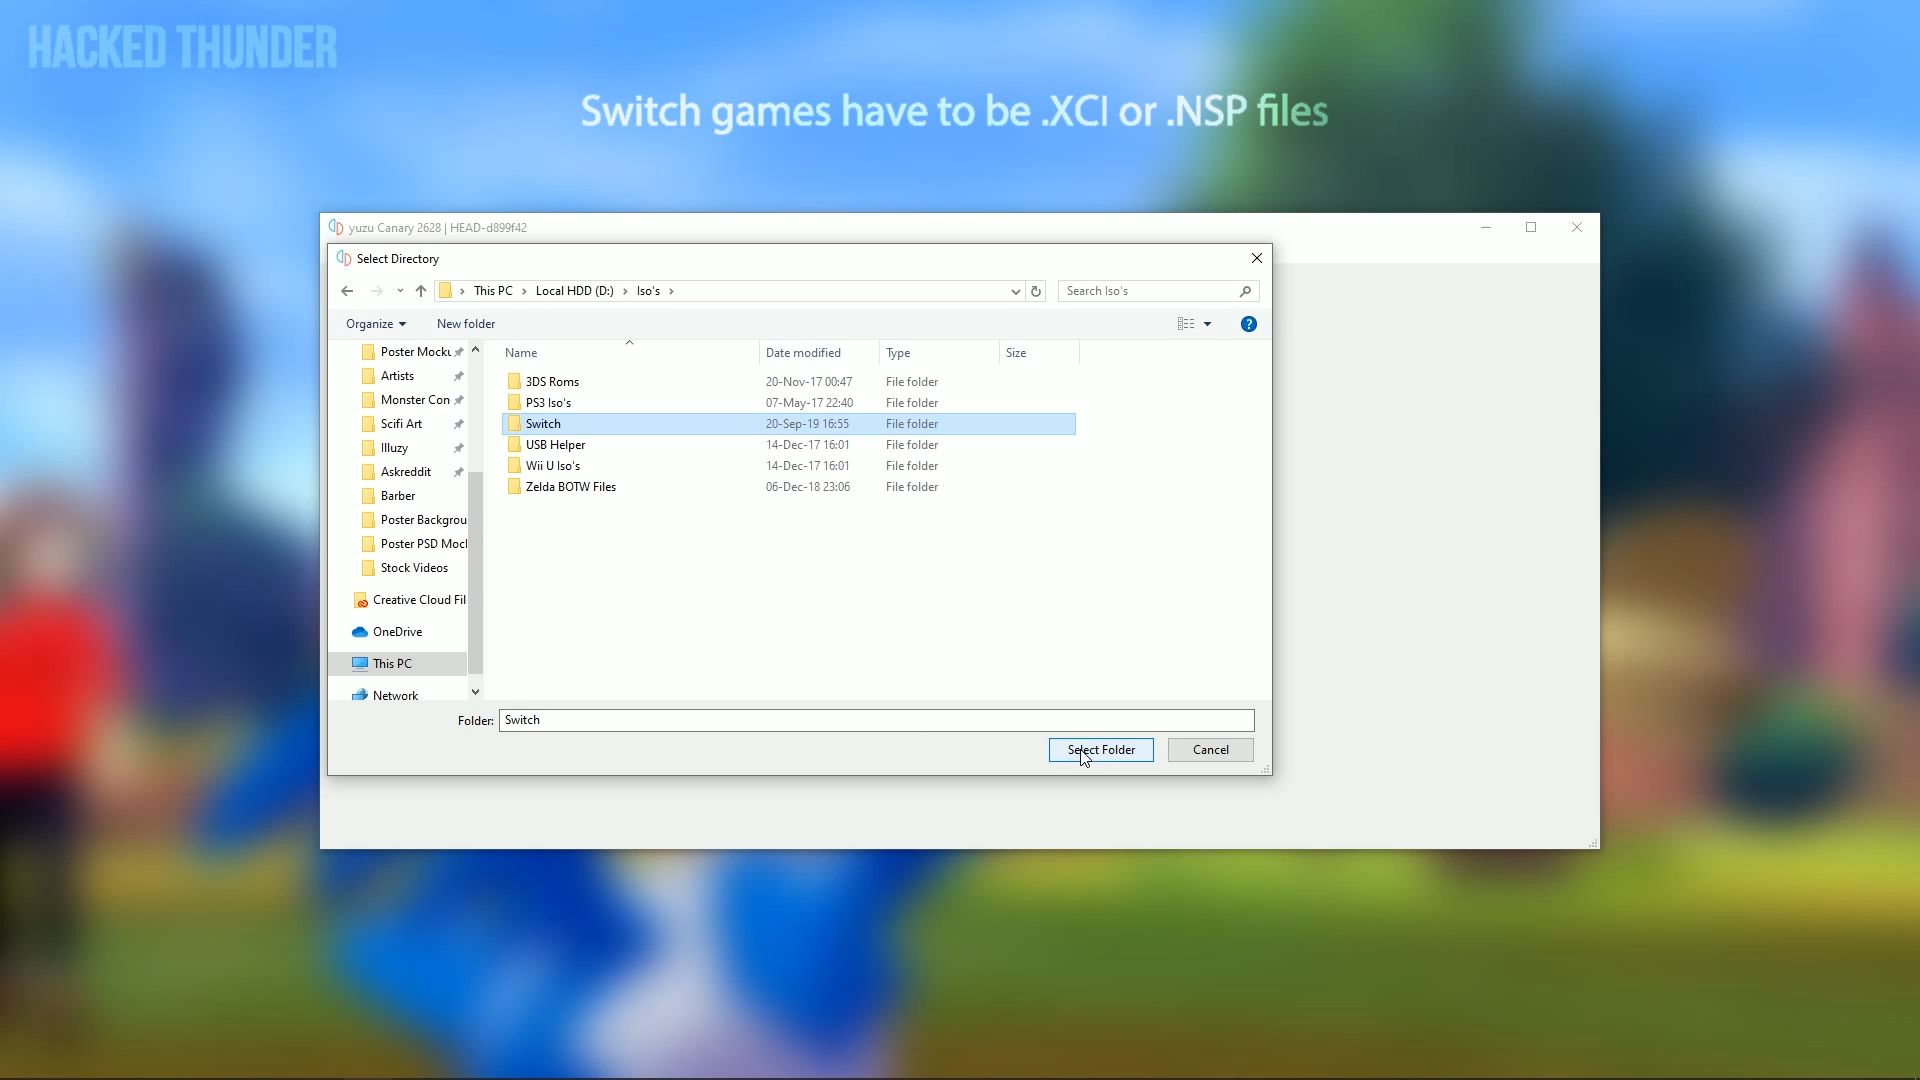 HACKED THUNDER
Switch games have to be .XCI or .NSP files
yuzu Canary 2628 | HEAD-d899f42
Select Directory
This PC > Local HDD (D:) > Iso's >
Search Iso's
Organize
New folder
Name
Date modified
Type
Size
Poster Mocku
Artists
Monster Con
Scifi Art
Illuzy
Askreddit
Barber
Poster Backgrou
Poster PSD Mocl
Stock Videos
Creative Cloud Fil
OneDrive
This PC
Network
3DS Roms 20-Nov-17 00:47 File folder
PS3 Iso's 07-May-17 22:40 File folder
Switch 20-Sep-19 16:55 File folder
USB Helper 14-Dec-17 16:01 File folder
Wii U Iso's 14-Dec-17 16:01 File folder
Zelda BOTW Files 06-Dec-18 23:06 File folder
Folder: Switch
Select Folder
Cancel